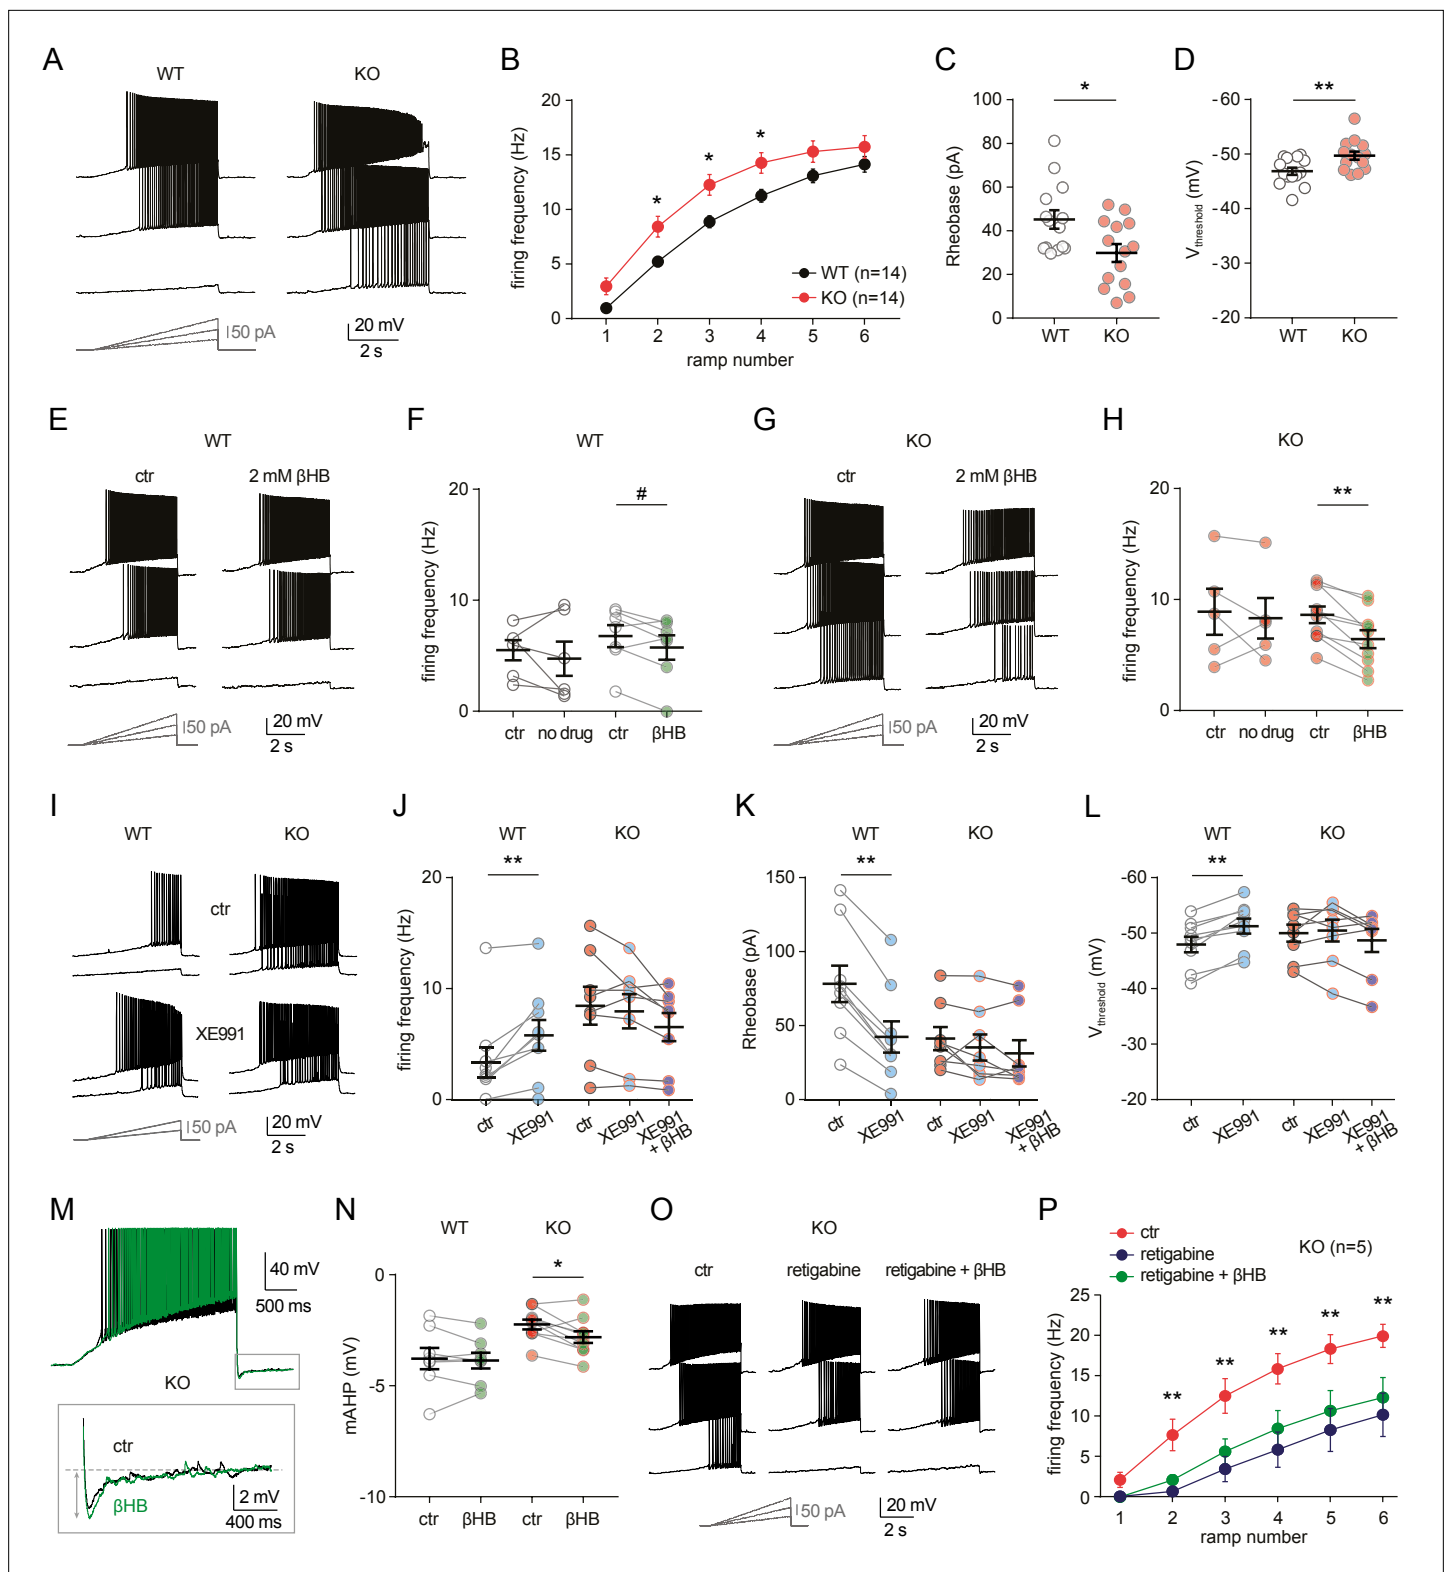 A
WT
KO
50 pA
20 mV
2 s
B
firing frequency (Hz)
20
15
10
5
0
*
*
*
WT (n=14)
KO (n=14)
1 2 3 4 5 6
ramp number
C
Rheobase (pA)
100
80
60
40
20
0
*
WT KO
D
Vthreshold (mV)
-60
-50
-40
-30
-20
**
WT KO
E
WT
ctr
2 mM βHB
50 pA
20 mV
2 s
F
WT
firing frequency (Hz)
20
10
0
#
ctr no drug ctr βHB
G
KO
ctr
2 mM βHB
50 pA
20 mV
2 s
H
KO
firing frequency (Hz)
20
10
0
**
ctr no drug ctr βHB
I
WT
KO
ctr
XE991
50 pA
20 mV
2 s
J
WT
KO
firing frequency (Hz)
20
10
0
**
ctr XE991 ctr XE991 XE991 + βHB
K
WT
KO
Rheobase (pA)
150
100
50
0
**
ctr XE991 ctr XE991 XE991 + βHB
L
WT
KO
Vthreshold (mV)
-60
-50
-40
-30
-20
**
ctr XE991 ctr XE991 XE991 + βHB
M
40 mV
500 ms
KO
ctr
βHB
2 mV
400 ms
N
WT
KO
mAHP (mV)
0
-5
-10
*
ctr βHB ctr βHB
O
KO
ctr
retigabine
retigabine + βHB
50 pA
20 mV
2 s
P
ctr
retigabine
retigabine + βHB
KO (n=5)
firing frequency (Hz)
25
20
15
10
5
0
**
**
**
**
**
1 2 3 4 5 6
ramp number